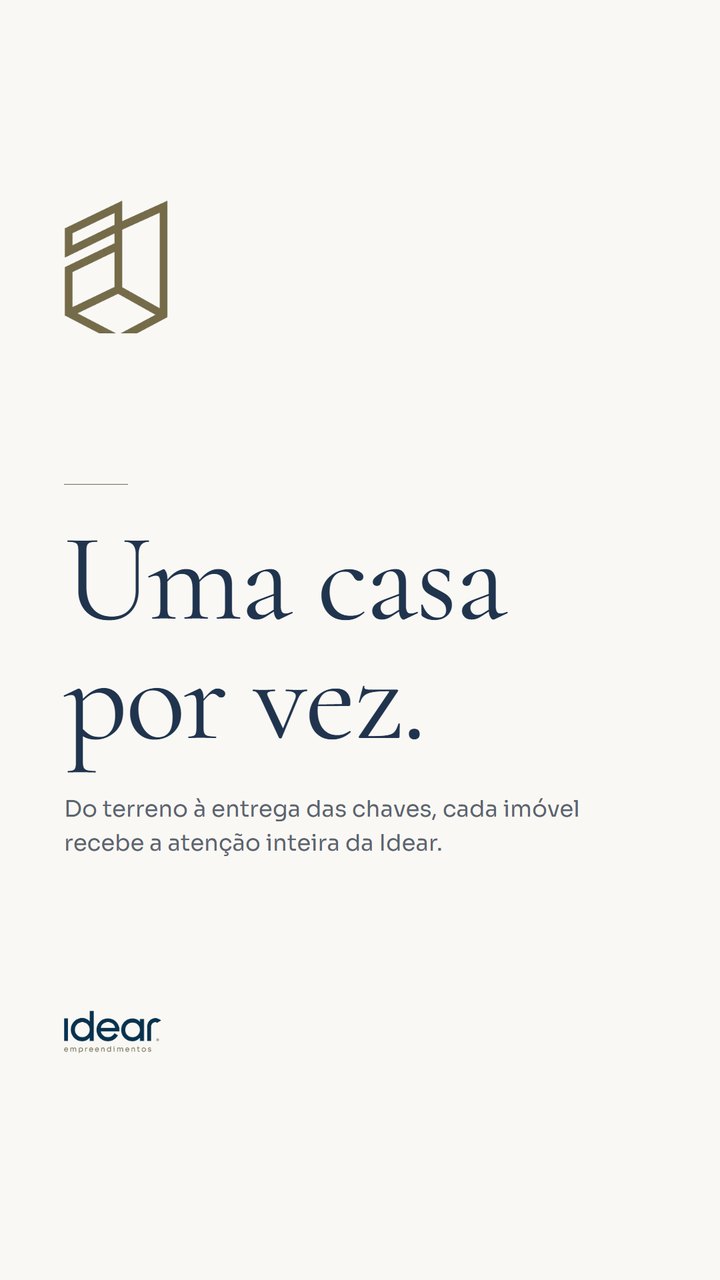 Uma casa
por vez.
Do terreno à entrega das chaves, cada imóvel
recebe a atenção inteira da Idear.
idear
empreendimentos